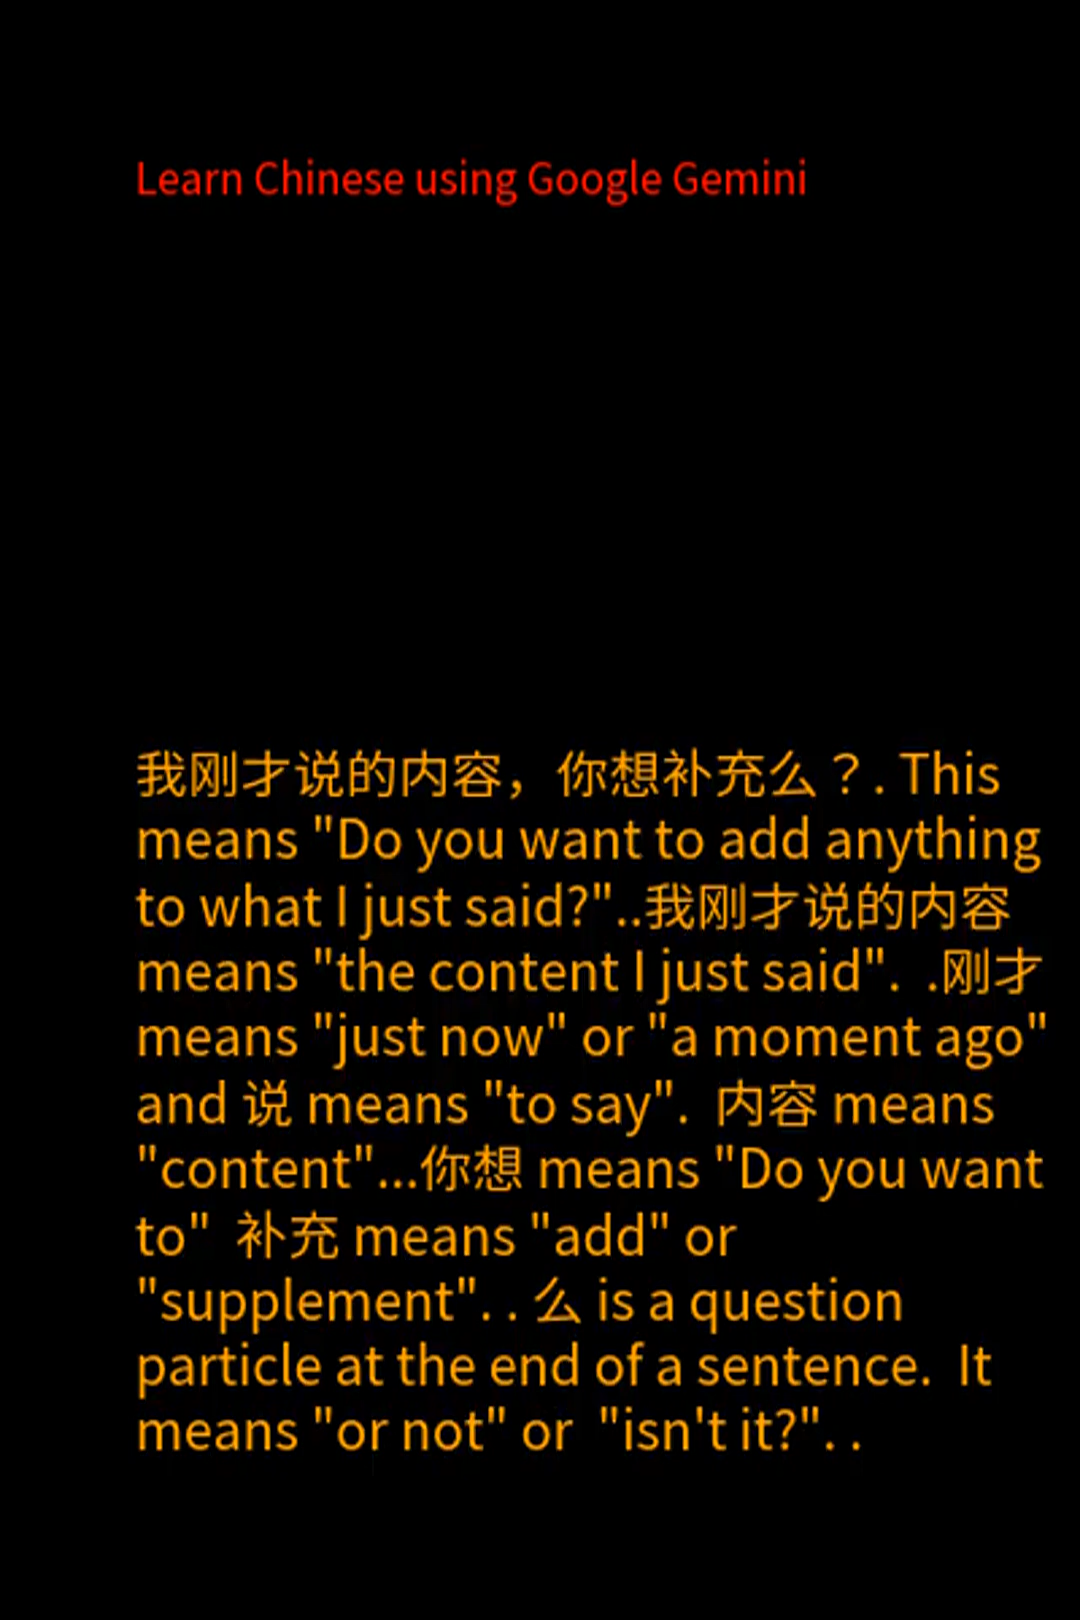 Learn Chinese using Google Gemini
我刚才说的内容，你想补充么？. This
means "Do you want to add anything
to what I just said?"..我刚才说的内容
means "the content I just said".  .刚才
means "just now" or "a moment ago"
and 说 means "to say".  内容 means
"content"...你想 means "Do you want
to"  补充 means "add" or
"supplement". . 么 is a question
particle at the end of a sentence.  It
means "or not" or  "isn't it?". .